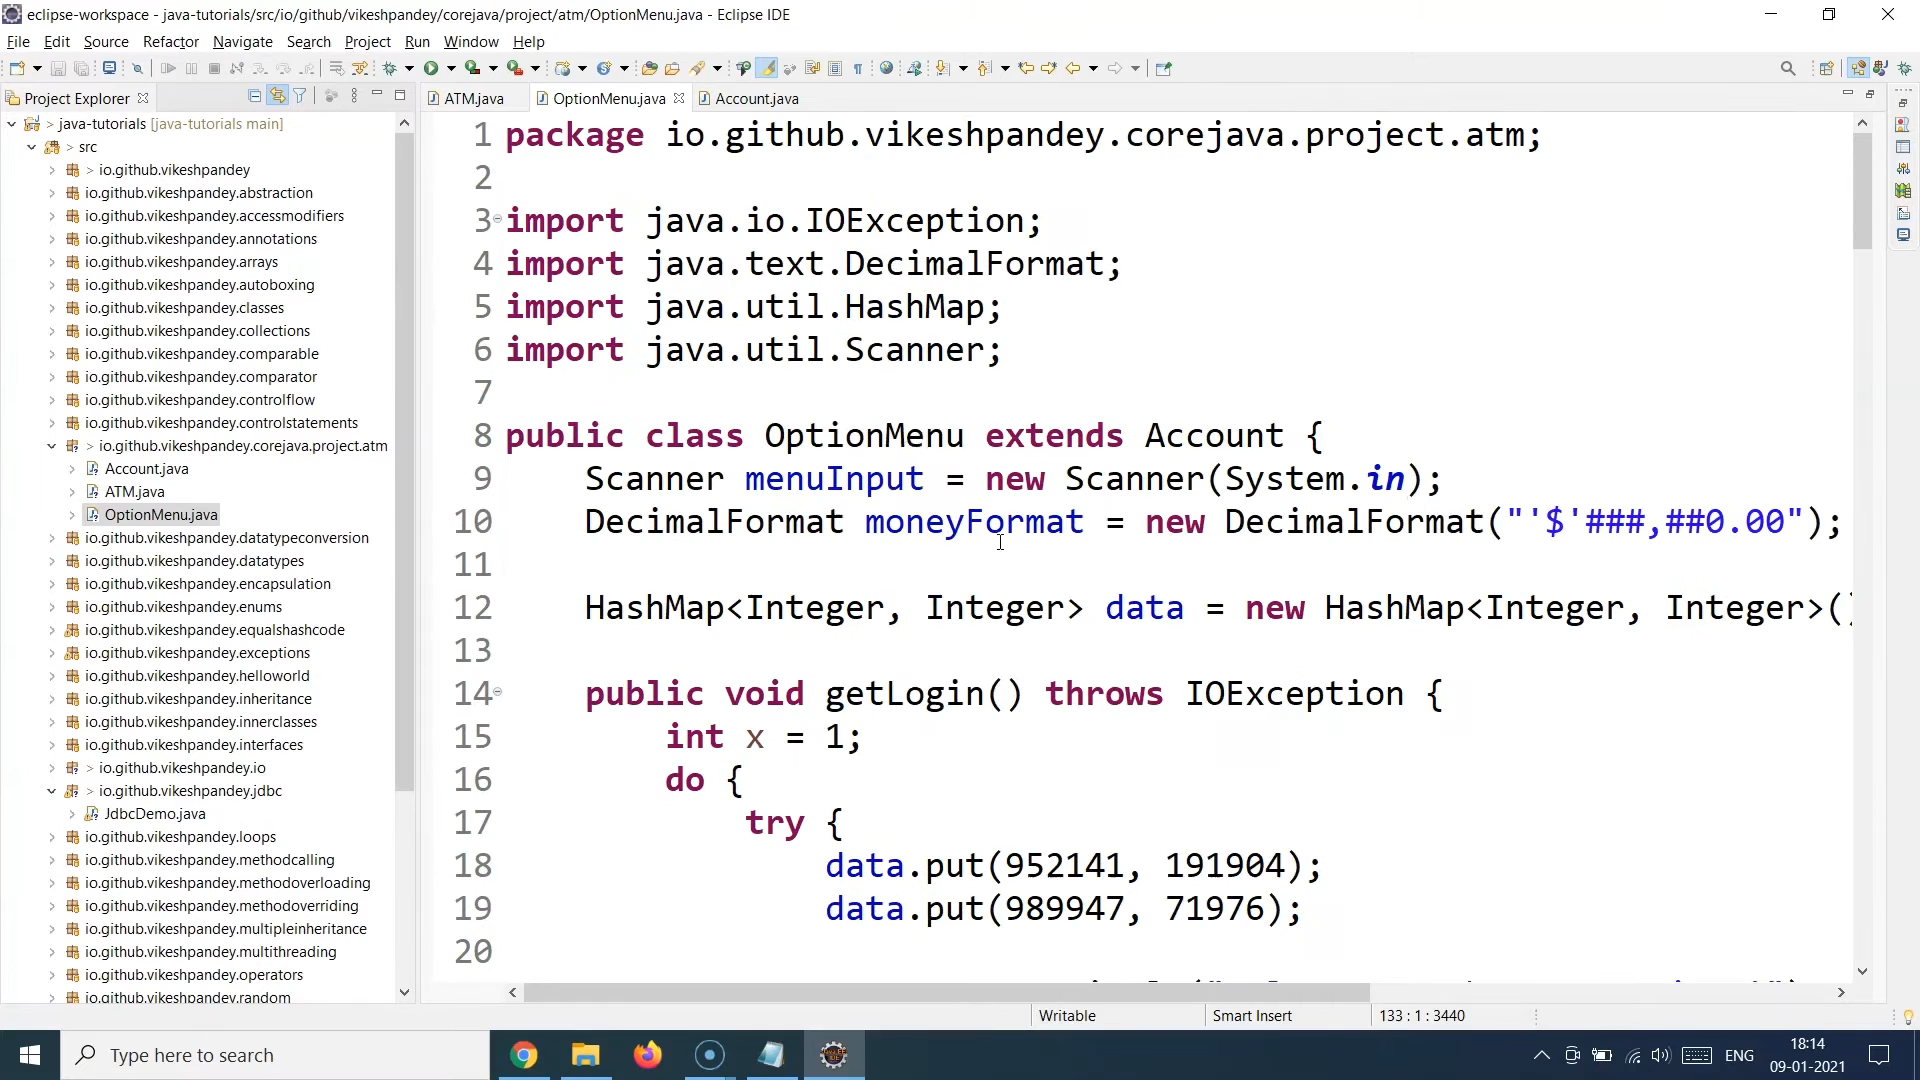 eclipse-workspace - java-tutorials/src/io/github/vikeshpandey/corejava/project/atm/OptionMenu.java - Eclipse IDE
File Edit Source Refactor Navigate Search Project Run Window Help
Project Explorer
java-tutorials [java-tutorials main]
src
io.github.vikeshpandey
io.github.vikeshpandey.abstraction
io.github.vikeshpandey.accessmodifiers
io.github.vikeshpandey.annotations
io.github.vikeshpandey.arrays
io.github.vikeshpandey.autoboxing
io.github.vikeshpandey.classes
io.github.vikeshpandey.collections
io.github.vikeshpandey.comparable
io.github.vikeshpandey.comparator
io.github.vikeshpandey.controlflow
io.github.vikeshpandey.controlstatements
io.github.vikeshpandey.corejava.project.atm
Account.java
ATM.java
OptionMenu.java
io.github.vikeshpandey.datatypeconversion
io.github.vikeshpandey.datatypes
io.github.vikeshpandey.encapsulation
io.github.vikeshpandey.enums
io.github.vikeshpandey.equalshashcode
io.github.vikeshpandey.exceptions
io.github.vikeshpandey.helloworld
io.github.vikeshpandey.inheritance
io.github.vikeshpandey.innerclasses
io.github.vikeshpandey.interfaces
io.github.vikeshpandey.io
io.github.vikeshpandey.jdbc
JdbcDemo.java
io.github.vikeshpandey.loops
io.github.vikeshpandey.methodcalling
io.github.vikeshpandey.methodoverloading
io.github.vikeshpandey.methodoverriding
io.github.vikeshpandey.multipleinheritance
io.github.vikeshpandey.multithreading
io.github.vikeshpandey.operators
io.github.vikeshpandey.random
ATM.java OptionMenu.java Account.java
1 package io.github.vikeshpandey.corejava.project.atm;
2
3 import java.io.IOException;
4 import java.text.DecimalFormat;
5 import java.util.HashMap;
6 import java.util.Scanner;
7
8 public class OptionMenu extends Account {
9 Scanner menuInput = new Scanner(System.in);
10 DecimalFormat moneyFormat = new DecimalFormat("'$'###,##0.00");
11
12 HashMap<Integer, Integer> data = new HashMap<Integer, Integer>()
13
14 public void getLogin() throws IOException {
15 int x = 1;
16 do {
17 try {
18 data.put(952141, 191904);
19 data.put(989947, 71976);
20
Writable Smart Insert 133 : 1 : 3440
Type here to search
ENG
18:14
09-01-2021